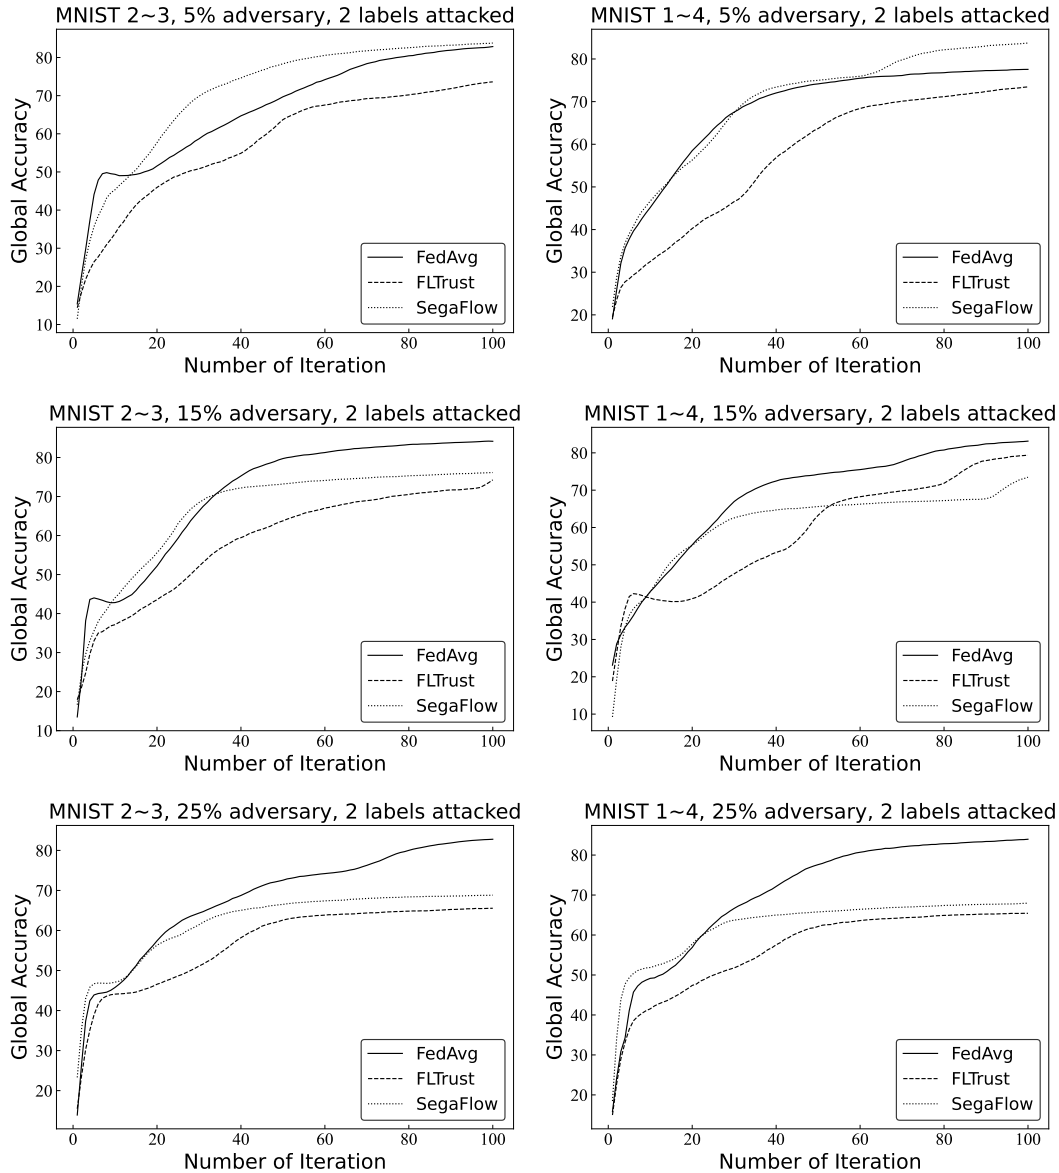 MNIST 2~3, 5% adversary, 2 labels attacked
80
70
60
50
40
30
20
10
Global Accuracy
0 20 40 60 80 100
Number of Iteration
FedAvg
FLTrust
SegaFlow
MNIST 1~4, 5% adversary, 2 labels attacked
80
70
60
50
40
30
20
Global Accuracy
0 20 40 60 80 100
Number of Iteration
FedAvg
FLTrust
SegaFlow
MNIST 2~3, 15% adversary, 2 labels attacked
80
70
60
50
40
30
20
10
Global Accuracy
0 20 40 60 80 100
Number of Iteration
FedAvg
FLTrust
SegaFlow
MNIST 1~4, 15% adversary, 2 labels attacked
80
70
60
50
40
30
20
10
Global Accuracy
0 20 40 60 80 100
Number of Iteration
FedAvg
FLTrust
SegaFlow
MNIST 2~3, 25% adversary, 2 labels attacked
80
70
60
50
40
30
20
Global Accuracy
0 20 40 60 80 100
Number of Iteration
FedAvg
FLTrust
SegaFlow
MNIST 1~4, 25% adversary, 2 labels attacked
80
70
60
50
40
30
20
Global Accuracy
0 20 40 60 80 100
Number of Iteration
FedAvg
FLTrust
SegaFlow